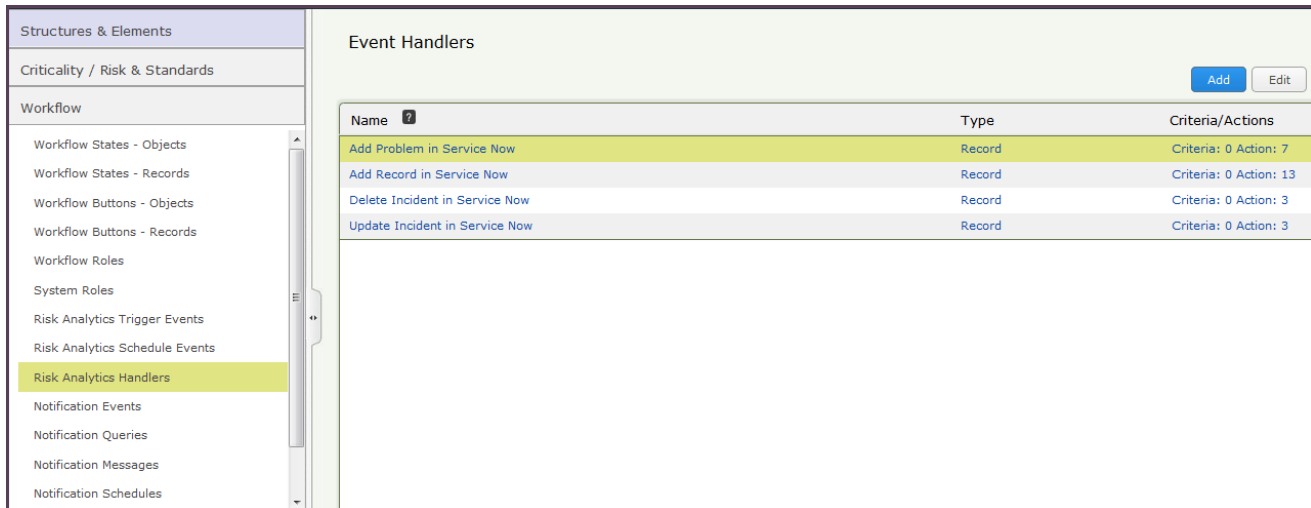 Structures & Elements
Criticality / Risk & Standards
Workflow
Workflow States - Objects
Workflow States - Records
Workflow Buttons - Objects
Workflow Buttons - Records
Workflow Roles
System Roles
Risk Analytics Trigger Events
Risk Analytics Schedule Events
Risk Analytics Handlers
Notification Events
Notification Queries
Notification Messages
Notification Schedules
Event Handlers
Add Edit
Name ? Type Criteria/Actions
Add Problem in Service Now Record Criteria: 0 Action: 7
Add Record in Service Now Record Criteria: 0 Action: 13
Delete Incident in Service Now Record Criteria: 0 Action: 3
Update Incident in Service Now Record Criteria: 0 Action: 3